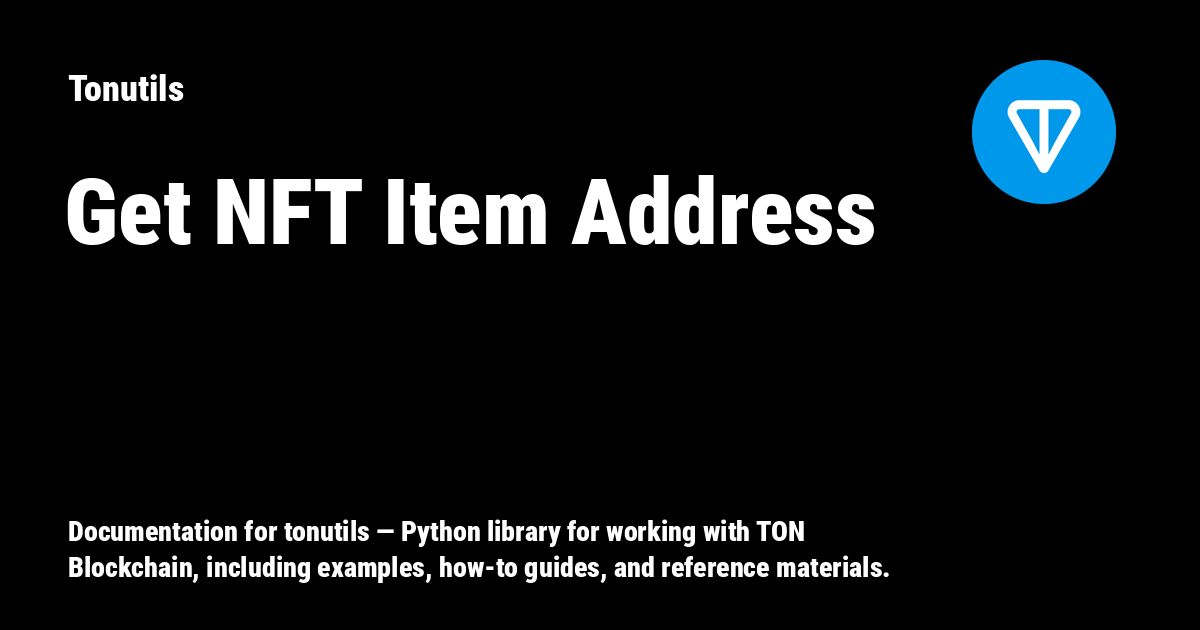 Tonutils
Get NFT Item Address
Documentation for tonutils — Python library for working with TON
Blockchain, including examples, how-to guides, and reference materials.